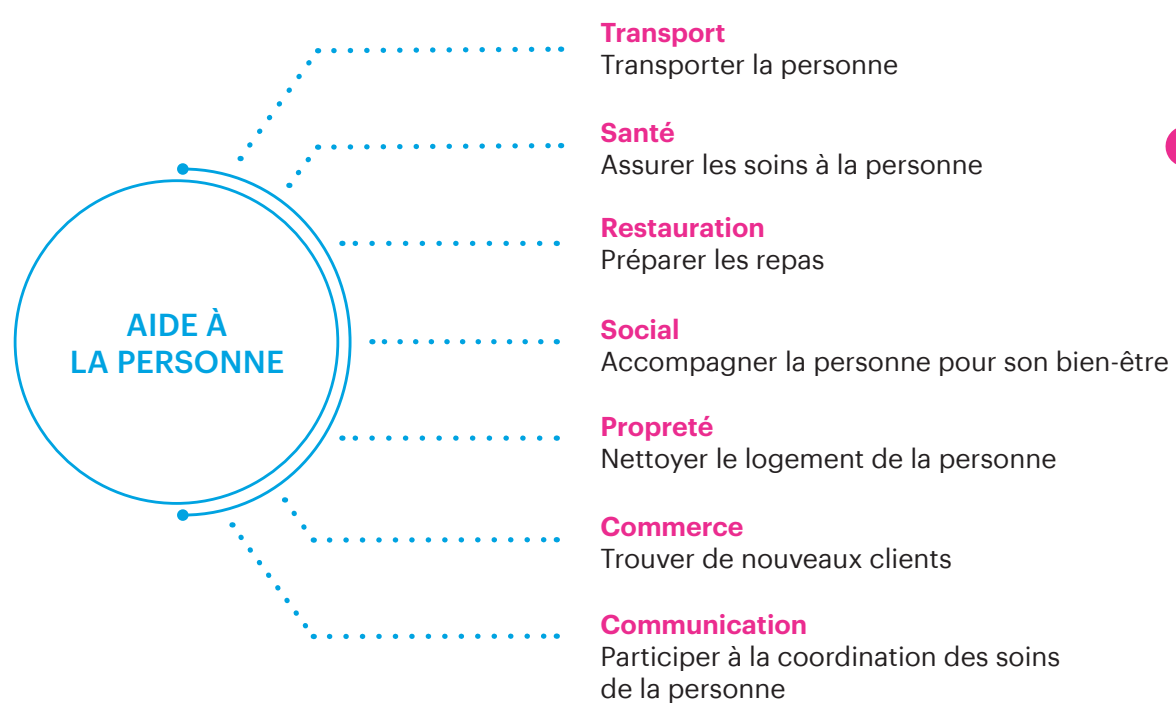 Transport
Transporter la personne
Santé
Assurer les soins à la personne
Restauration
Préparer les repas
AIDE À
LA PERSONNE
Social
Accompagner la personne pour son bien-être
Propreté
Nettoyer le logement de la personne
Commerce
Trouver de nouveaux clients
Communication
Participer à la coordination des soins
de la personne